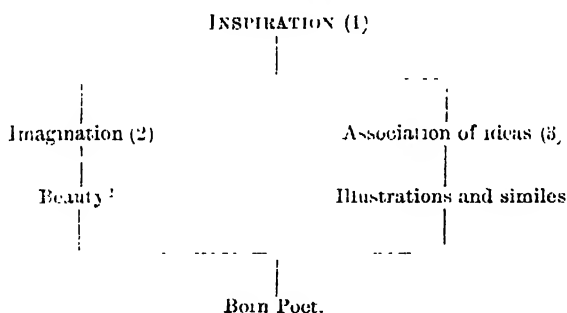 INSPIRATION (1)
Imagination (2) Association of ideas (3)
Beauty Illustrations and similes
Born Poet.